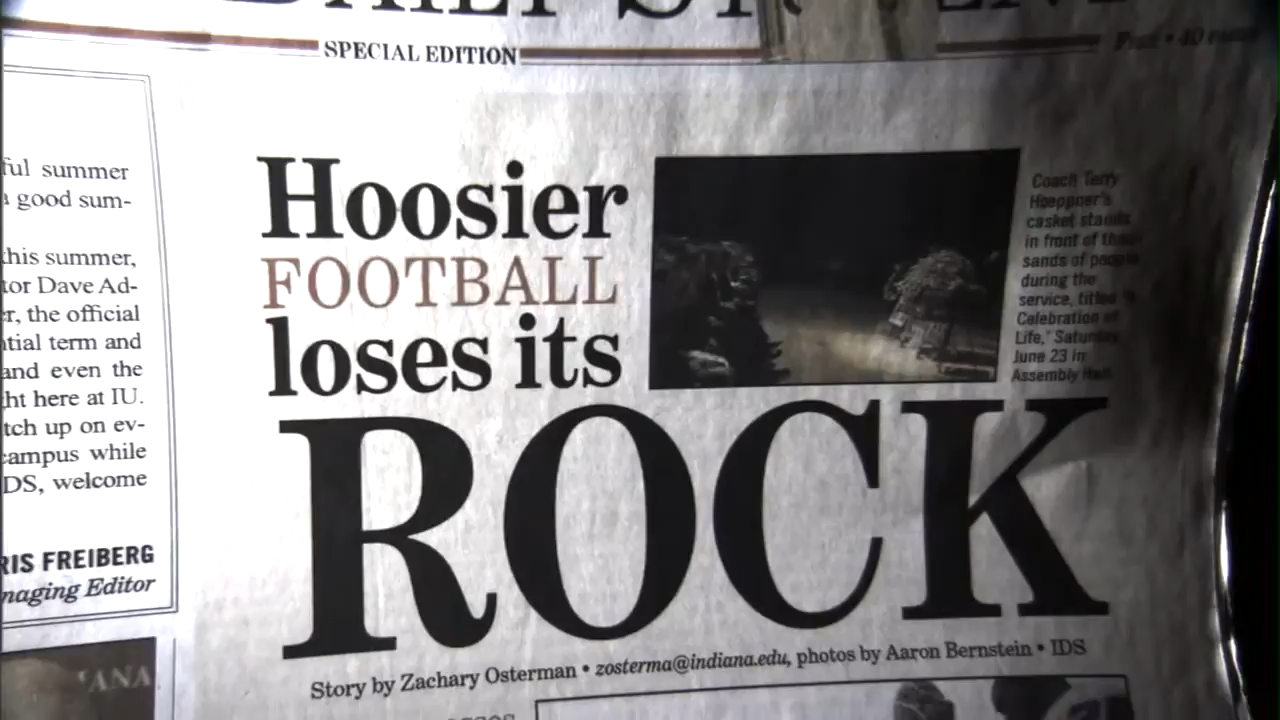 DAILY
SPECIAL EDITION
ful summer
good sum-
this summer,
tor Dave Ad-
er, the official
tial term and
and even the
ht here at IU.
tch up on ev-
campus while
DS, welcome
RIS FREIBERG
naging Editor
Hoosier
FOOTBALL
loses its
ROCK
Coach Terry
Hoeppner's
casket stands
in front of thou-
sands of people
during the
service, titled "A
Celebration of
Life," Saturday
June 23 in
Assembly Hall.
Story by Zachary Osterman • zosterma@indiana.edu, photos by Aaron Bernstein • IDS
ANA